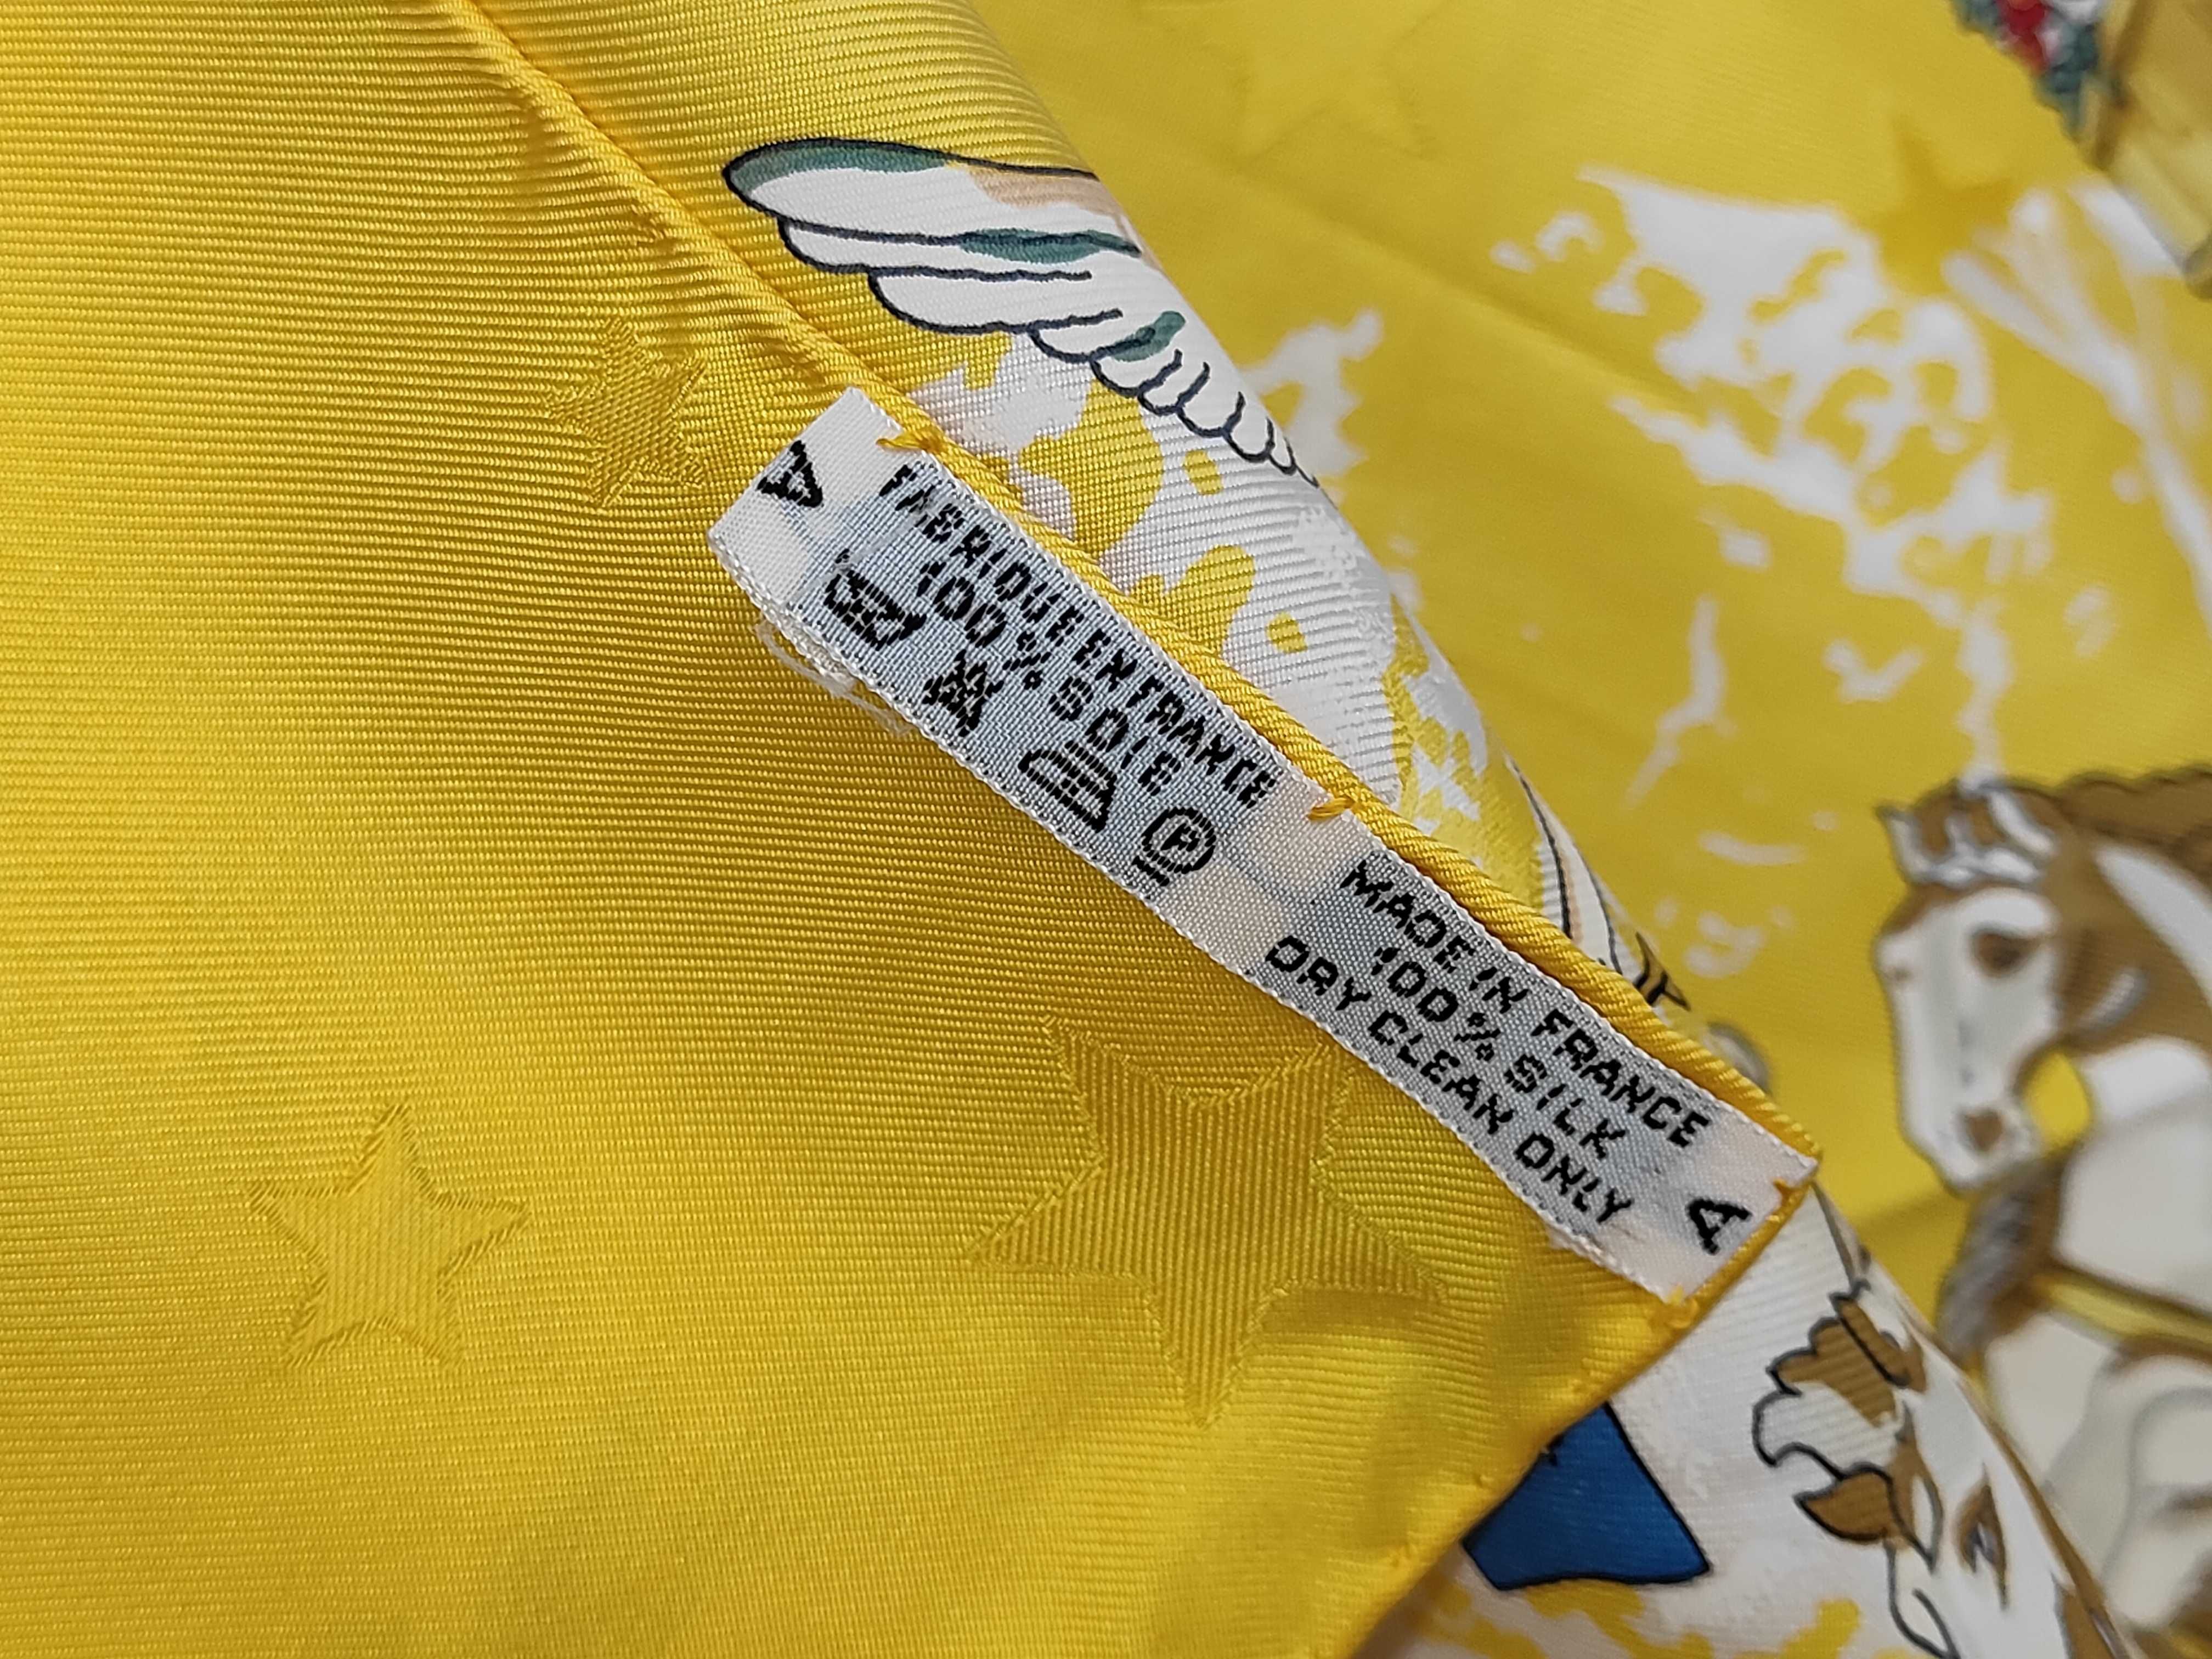 A
FABRIQUE EN FRANCE
100% SOIE
P
MADE IN FRANCE
100% SILK
DRY CLEAN ONLY
A